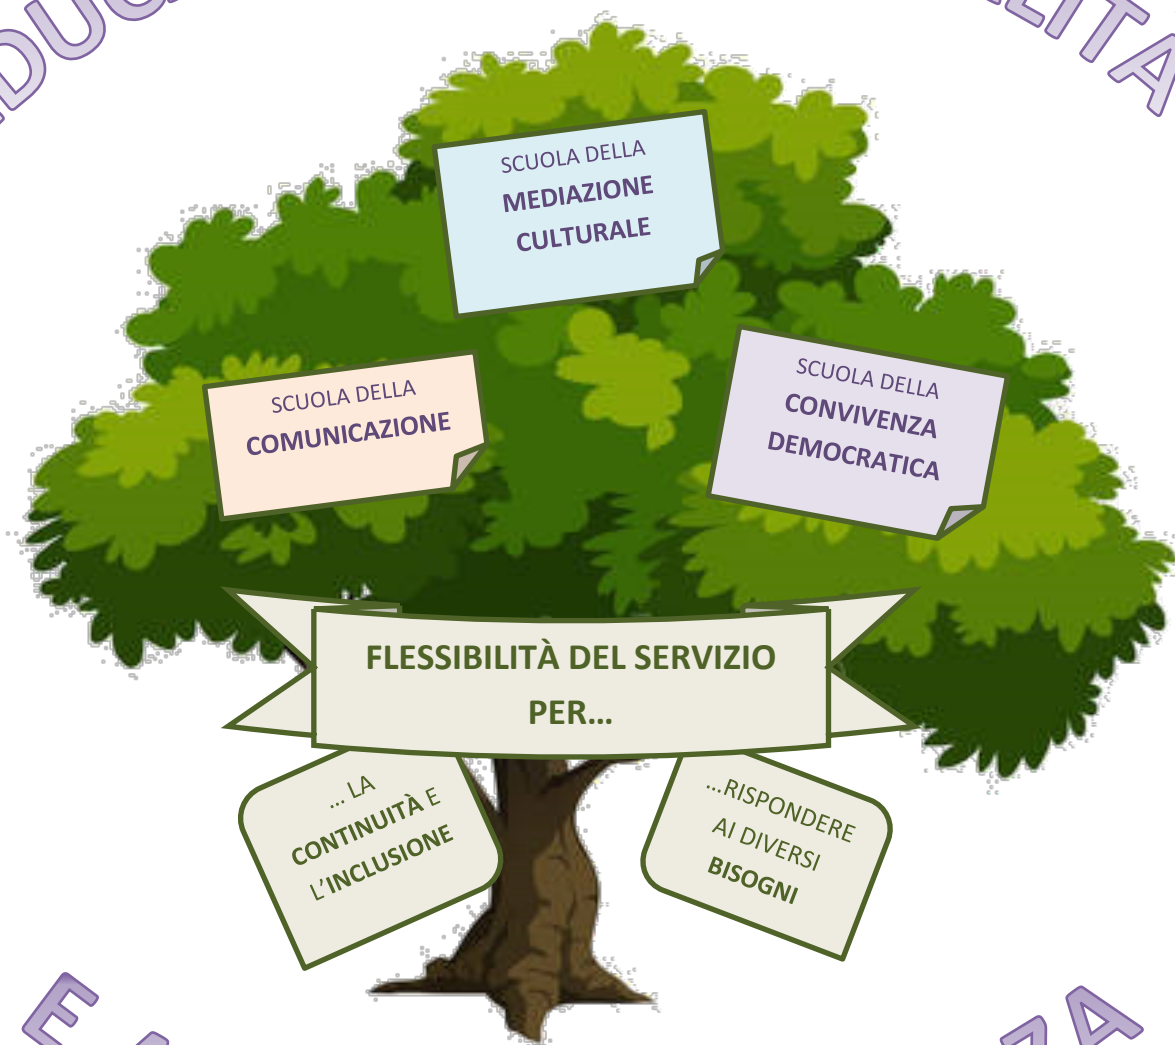 SCUOLA DELLA
MEDIAZIONE
CULTURALE
SCUOLA DELLA
COMUNICAZIONE
SCUOLA DELLA
CONVIVENZA
DEMOCRATICA
FLESSIBILITÀ DEL SERVIZIO
PER...
... LA
CONTINUITÀ E
L'INCLUSIONE
...RISPONDERE
AI DIVERSI
BISOGNI